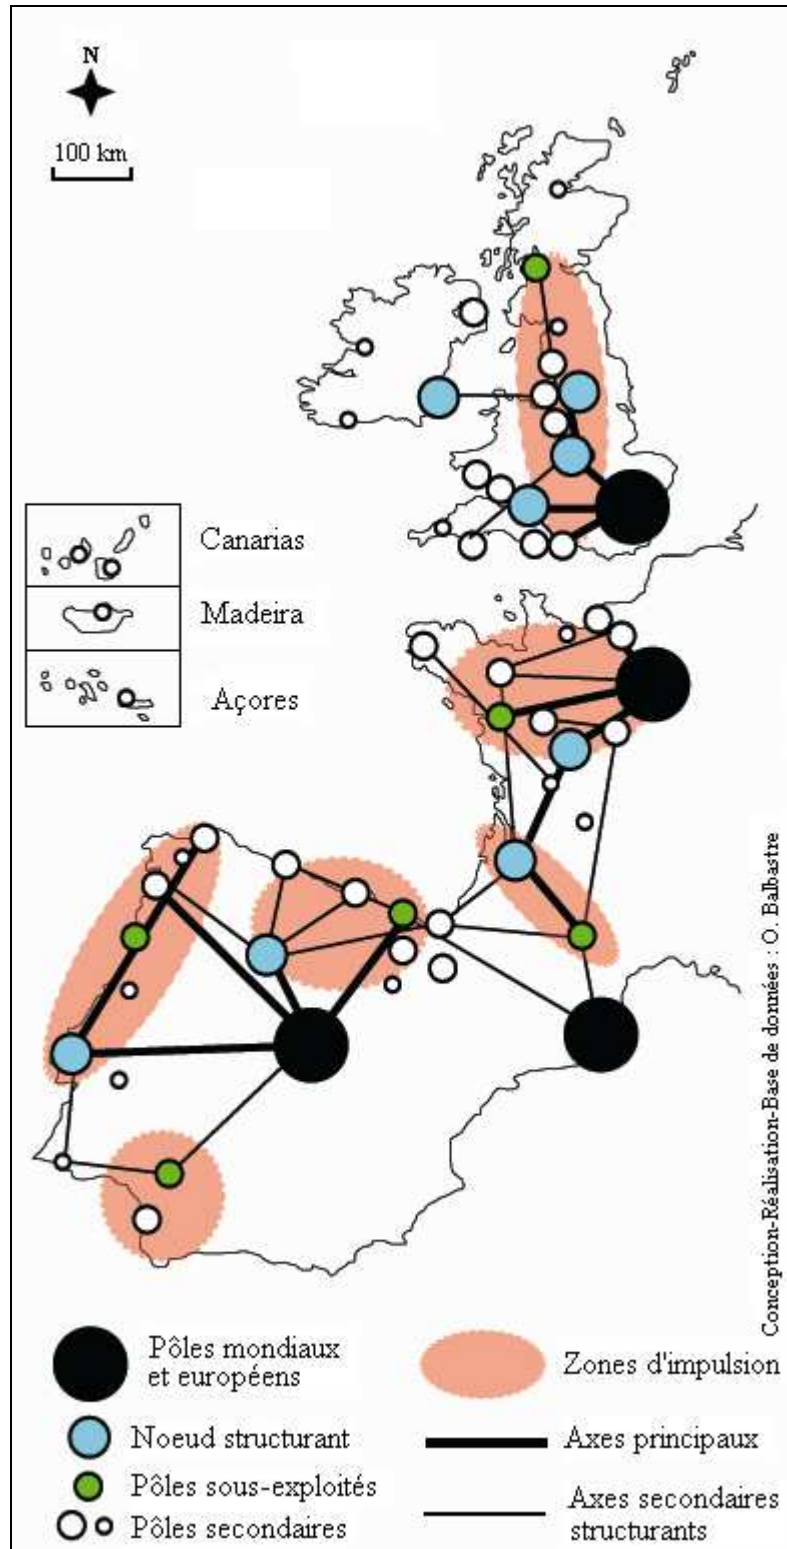 N
100 km
Canarias
Madeira
Açores
Conception-Réalisation-Base de données : O. Balbastre
Pôles mondiaux
et européens
Zones d'impulsion
Noeud structurant
Axes principaux
Pôles sous-exploités
Pôles secondaires
Axes secondaires
structurants